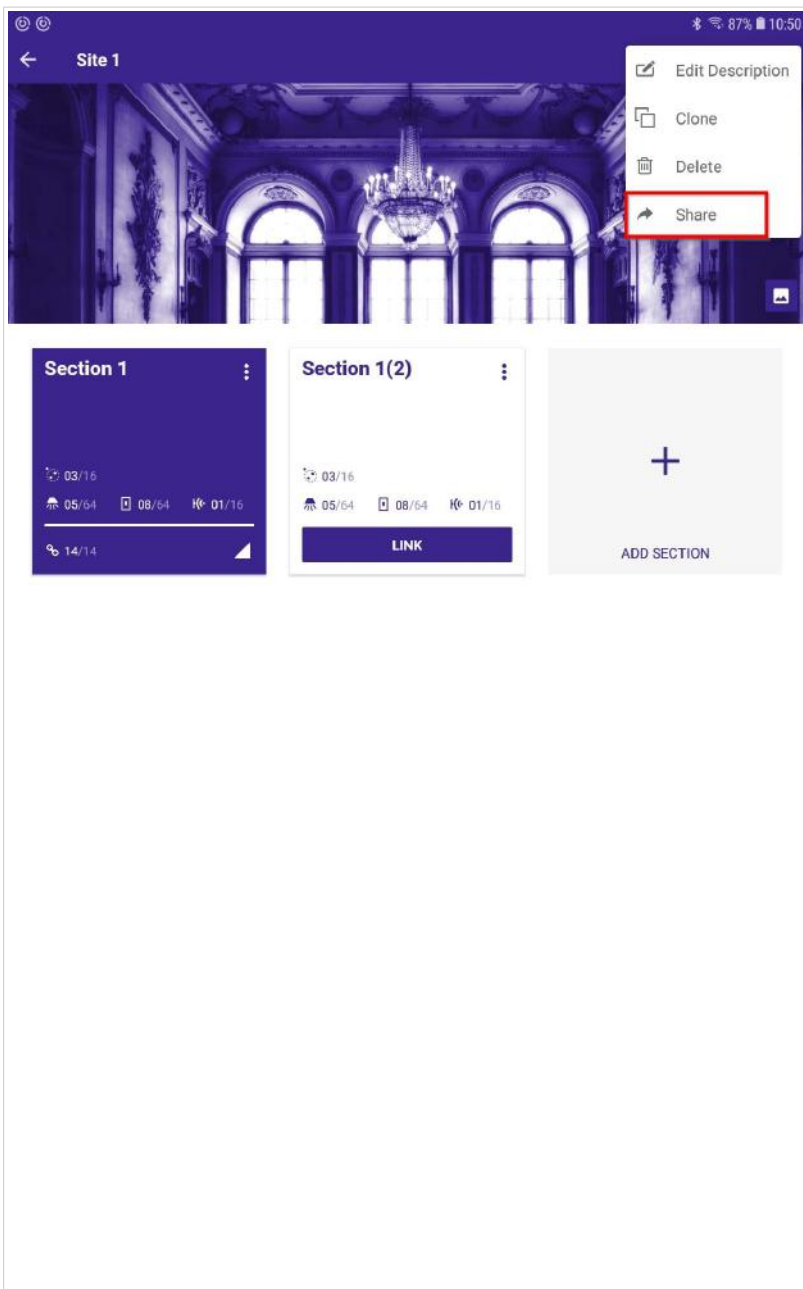 87% 10:50
Site 1
Edit Description
Clone
Delete
Share
Section 1
03/16
05/64 08/64 01/16
14/14
Section 1(2)
03/16
05/64 08/64 01/16
LINK
ADD SECTION